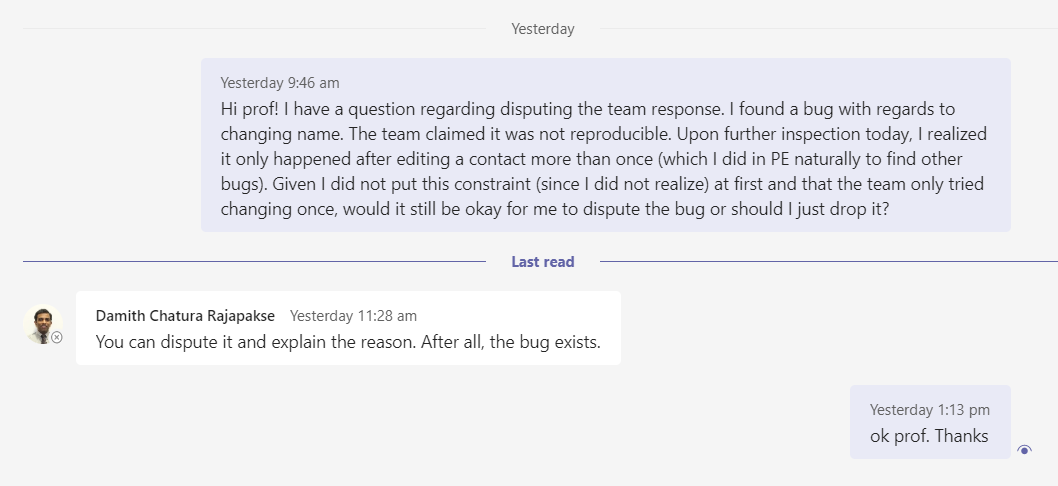 Yesterday
Yesterday 9:46 am
Hi prof! I have a question regarding disputing the team response. I found a bug with regards to
changing name. The team claimed it was not reproducible. Upon further inspection today, I realized
it only happened after editing a contact more than once (which I did in PE naturally to find other
bugs). Given I did not put this constraint (since I did not realize) at first and that the team only tried
changing once, would it still be okay for me to dispute the bug or should I just drop it?
Last read
Damith Chatura Rajapakse Yesterday 11:28 am
You can dispute it and explain the reason. After all, the bug exists.
Yesterday 1:13 pm
ok prof. Thanks